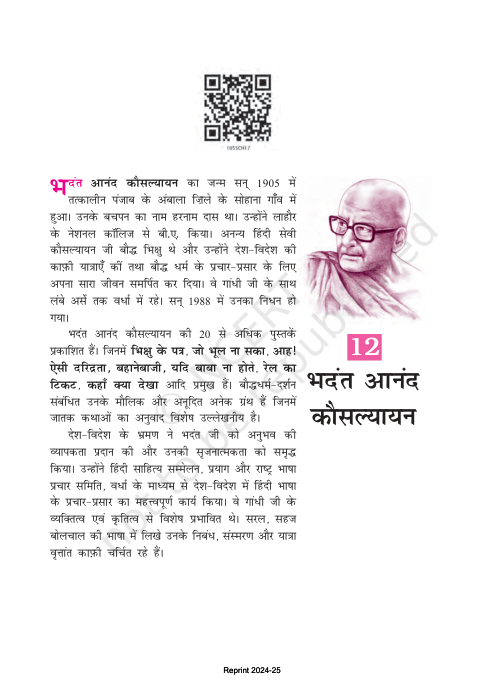 1055CH17
भदंत आनंद कौसल्यायन का जन्म सन् 1905 में
तत्कालीन पंजाब के अंबाला ज़िले के सोहाना गाँव में
हुआ। उनके बचपन का नाम हरनाम दास था। उन्होंने लाहौर
के नेशनल कॉलिज से बी.ए. किया। अनन्य हिंदी सेवी
कौसल्यायन जी बौद्ध भिक्षु थे और उन्होंने देश-विदेश की
काफ़ी यात्राएँ कीं तथा बौद्ध धर्म के प्रचार-प्रसार के लिए
अपना सारा जीवन समर्पित कर दिया। वे गांधी जी के साथ
लंबे अर्से तक वर्धा में रहे। सन् 1988 में उनका निधन हो
गया।
भदंत आनंद कौसल्यायन की 20 से अधिक पुस्तकें
प्रकाशित हैं। जिनमें भिक्षु के पत्र, जो भूल ना सका, आह!
ऐसी दरिद्रता, बहानेबाजी, यदि बाबा ना होते, रेल का
टिकट, कहाँ क्या देखा आदि प्रमुख हैं। बौद्धधर्म-दर्शन
संबंधित उनके मौलिक और अनूदित अनेक ग्रंथ हैं जिनमें
जातक कथाओं का अनुवाद विशेष उल्लेखनीय है।
देश-विदेश के भ्रमण ने भदंत जी को अनुभव की
व्यापकता प्रदान की और उनकी सृजनात्मकता को समृद्ध
किया। उन्होंने हिंदी साहित्य सम्मेलन, प्रयाग और राष्ट्र भाषा
प्रचार समिति, वर्धा के माध्यम से देश-विदेश में हिंदी भाषा
के प्रचार-प्रसार का महत्त्वपूर्ण कार्य किया। वे गांधी जी के
व्यक्तित्व एवं कृतित्व से विशेष प्रभावित थे। सरल, सहज
बोलचाल की भाषा में लिखे उनके निबंध, संस्मरण और यात्रा
वृत्तांत काफ़ी चर्चित रहे हैं।
12
भदंत आनंद
कौसल्यायन
© NCERT
not to be republished
Reprint 2024-25